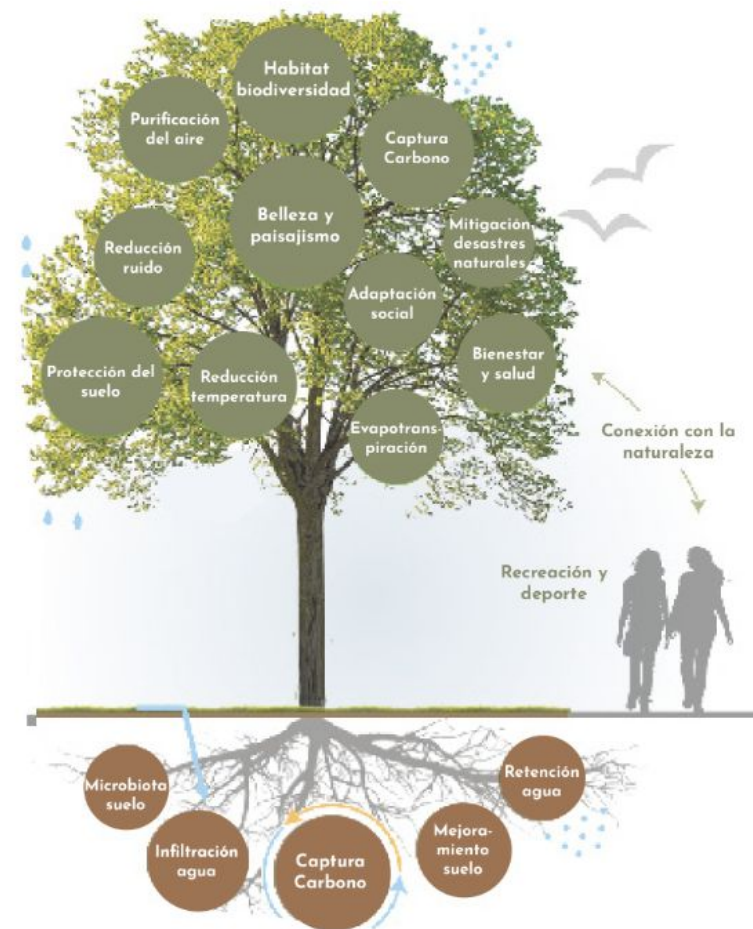 Habitat
biodiversidad
Purificación
del aire
Captura
Carbono
Belleza y
paisajismo
Mitigación
desastres
naturales
Reducción
ruido
Adaptación
social
Bienestar
y salud
Protección del
suelo
Reducción
temperatura
Evapotrans-
piración
Conexión con la
naturaleza
Recreación y
deporte
Microbiota
suelo
Retención
agua
Infiltración
agua
Captura
Carbono
Mejora-
miento
suelo